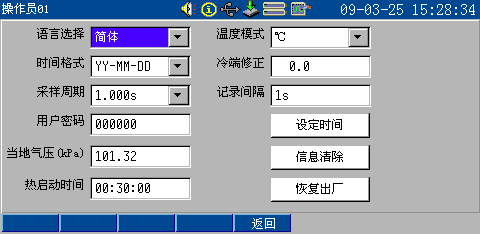 操作员01 09-03-25 15:28:34
语言选择 简体 温度模式 ℃
时间格式 YY-MM-DD 冷端修正 0.0
采样周期 1.000s 记录间隔 1s
用户密码 000000 设定时间
当地气压(kPa) 101.32 信息清除
热启动时间 00:30:00 恢复出厂
返回